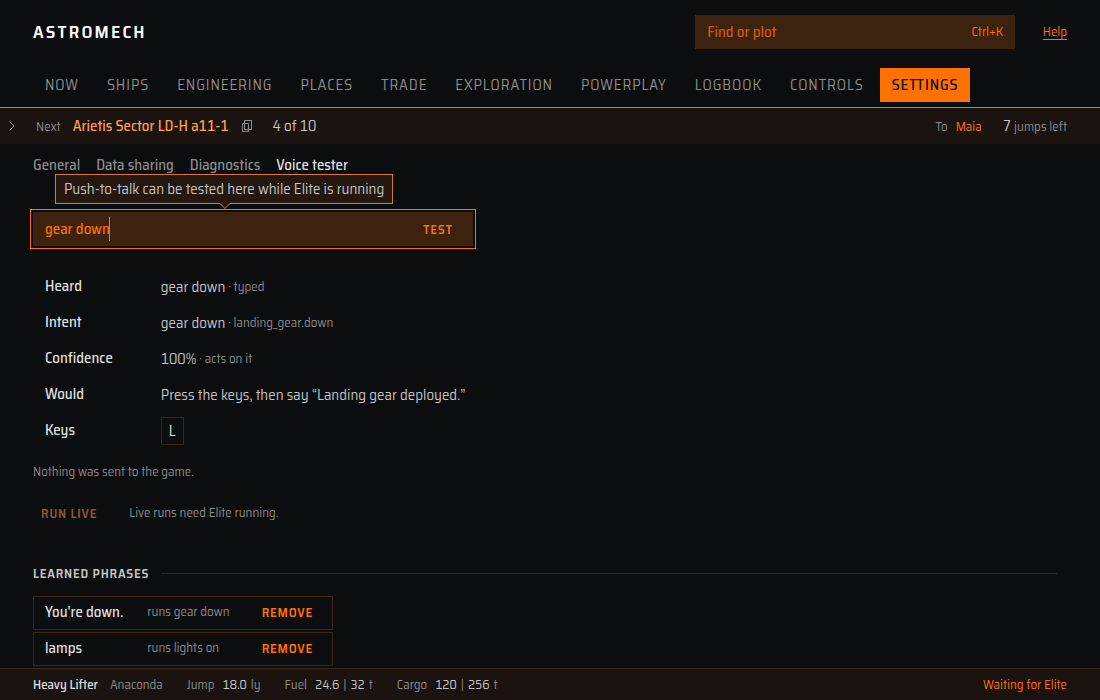 ASTROMECH
Find or plot Ctrl+K Help
NOW SHIPS ENGINEERING PLACES TRADE EXPLORATION POWERPLAY LOGBOOK CONTROLS SETTINGS
Next Arietis Sector LD-H a11-1 4 of 10 To Maia 7 jumps left
General Data sharing Diagnostics Voice tester
Push-to-talk can be tested here while Elite is running
gear down TEST
Heard gear down · typed
Intent gear down · landing_gear.down
Confidence 100% · acts on it
Would Press the keys, then say “Landing gear deployed.”
Keys L
Nothing was sent to the game.
RUN LIVE Live runs need Elite running.
LEARNED PHRASES
You're down. runs gear down REMOVE
lamps runs lights on REMOVE
Heavy Lifter Anaconda Jump 18.0 ly Fuel 24.6 | 32 t Cargo 120 | 256 t Waiting for Elite